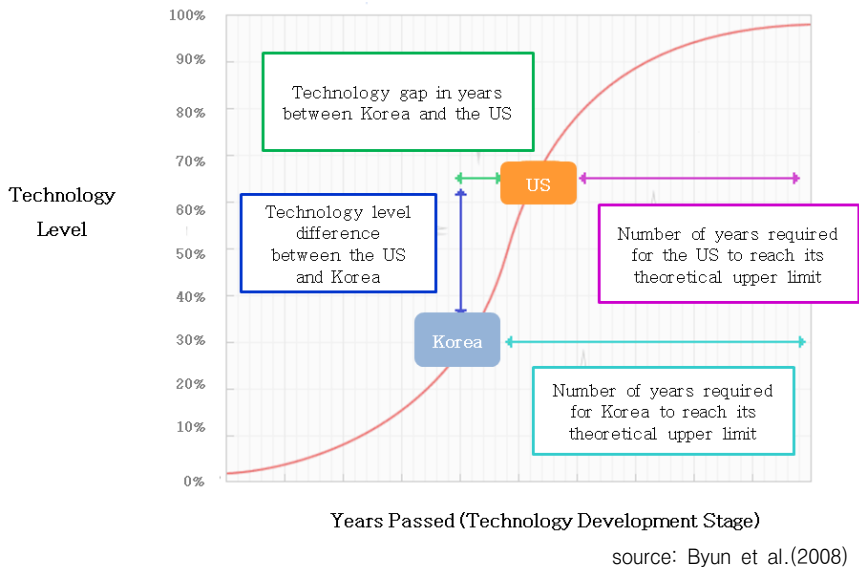 100%
90%
80%
70%
60%
50%
40%
30%
20%
10%
0%
Technology
Level
Technology gap in years
between Korea and the US
US
Technology level
difference
between the US
and Korea
Number of years required
for the US to reach its
theoretical upper limit
Korea
Number of years required
for Korea to reach its
theoretical upper limit
Years Passed (Technology Development Stage)
source: Byun et al.(2008)